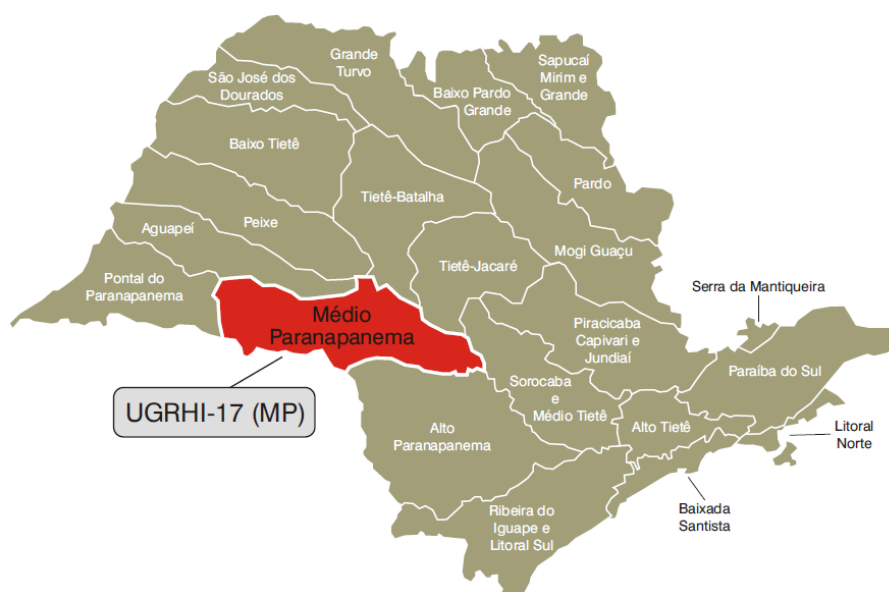 Grande
Turvo
São José dos
Dourados
Baixo Pardo
Grande
Sapucaí
Mirim e
Grande
Baixo Tietê
Tietê-Batalha
Pardo
Aguapeí
Peixe
Mogi Guaçu
Tietê-Jacaré
Pontal do
Paranapanema
Serra da Mantiqueira
Médio
Paranapanema
Piracicaba
Capivari e
Jundiaí
Paraíba do Sul
UGRHI-17 (MP)
Sorocaba
e
Médio Tietê
Alto Tietê
Litoral
Norte
Alto
Paranapanema
Baixada
Santista
Ribeira do
Iguape e
Litoral Sul